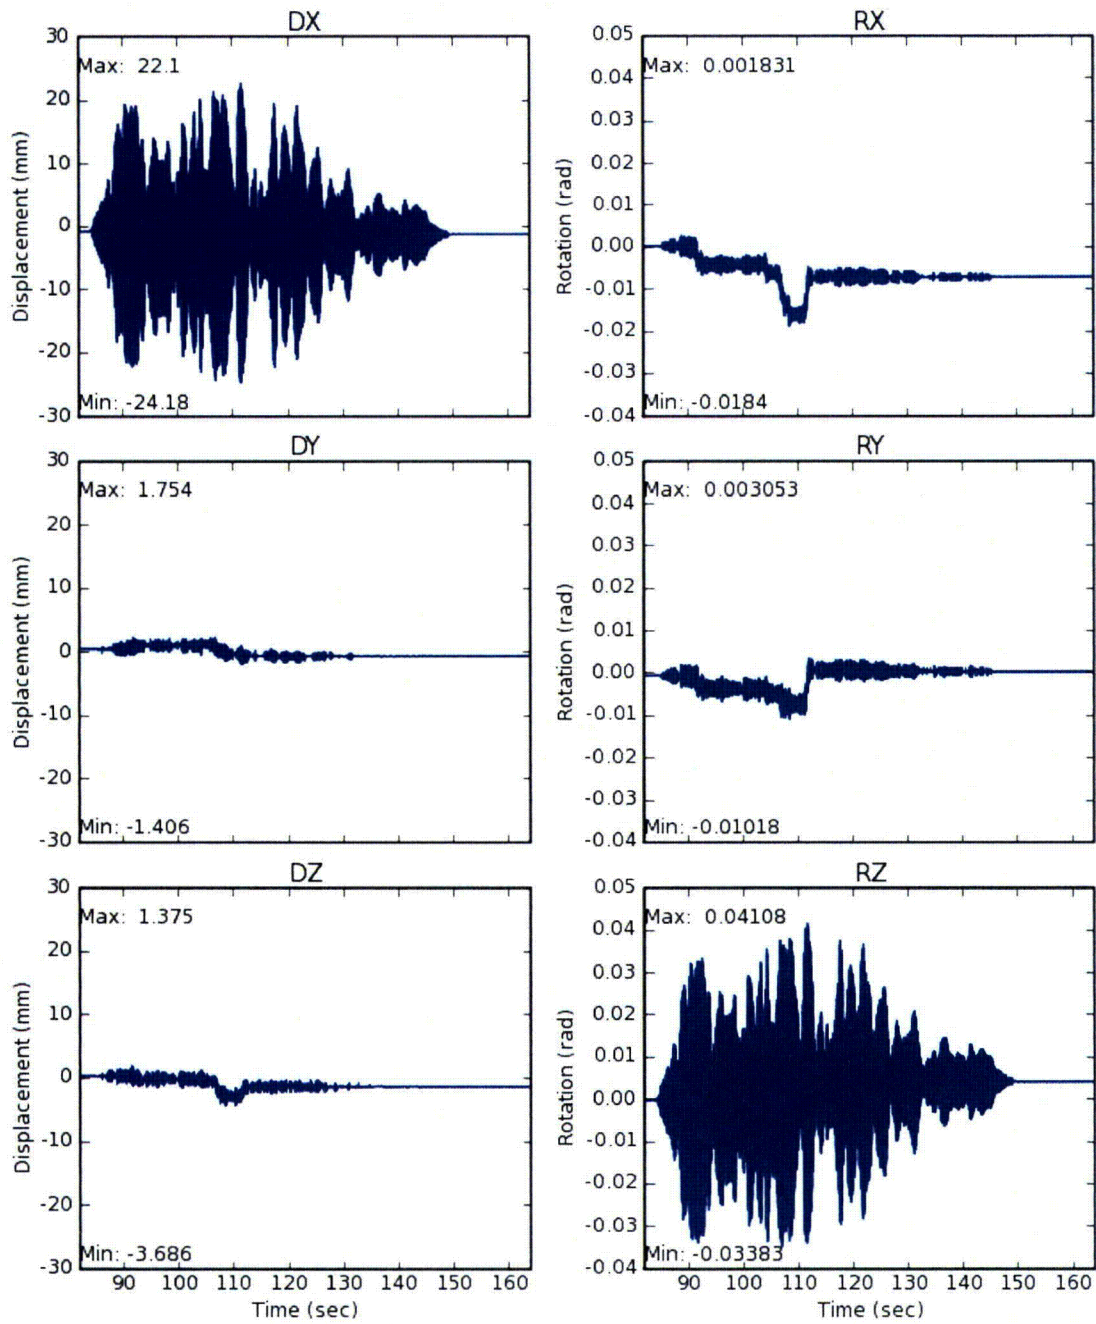 DX
30
Max: 22.1
20
10
0
-10
-20
Min: -24.18
-30
Displacement (mm)
RX
0.05
Max: 0.001831
0.04
0.03
0.02
0.01
0.00
-0.01
-0.02
-0.03
Min: -0.0184
-0.04
Rotation (rad)
DY
30
Max: 1.754
20
10
0
-10
-20
Min: -1.406
-30
Displacement (mm)
RY
0.05
Max: 0.003053
0.04
0.03
0.02
0.01
0.00
-0.01
-0.02
-0.03
Min: -0.01018
-0.04
Rotation (rad)
DZ
30
Max: 1.375
20
10
0
-10
-20
Min: -3.686
-30
Displacement (mm)
90 100 110 120 130 140 150 160
Time (sec)
RZ
0.05
Max: 0.04108
0.04
0.03
0.02
0.01
0.00
-0.01
-0.02
-0.03
Min: -0.03383
-0.04
Rotation (rad)
90 100 110 120 130 140 150 160
Time (sec)